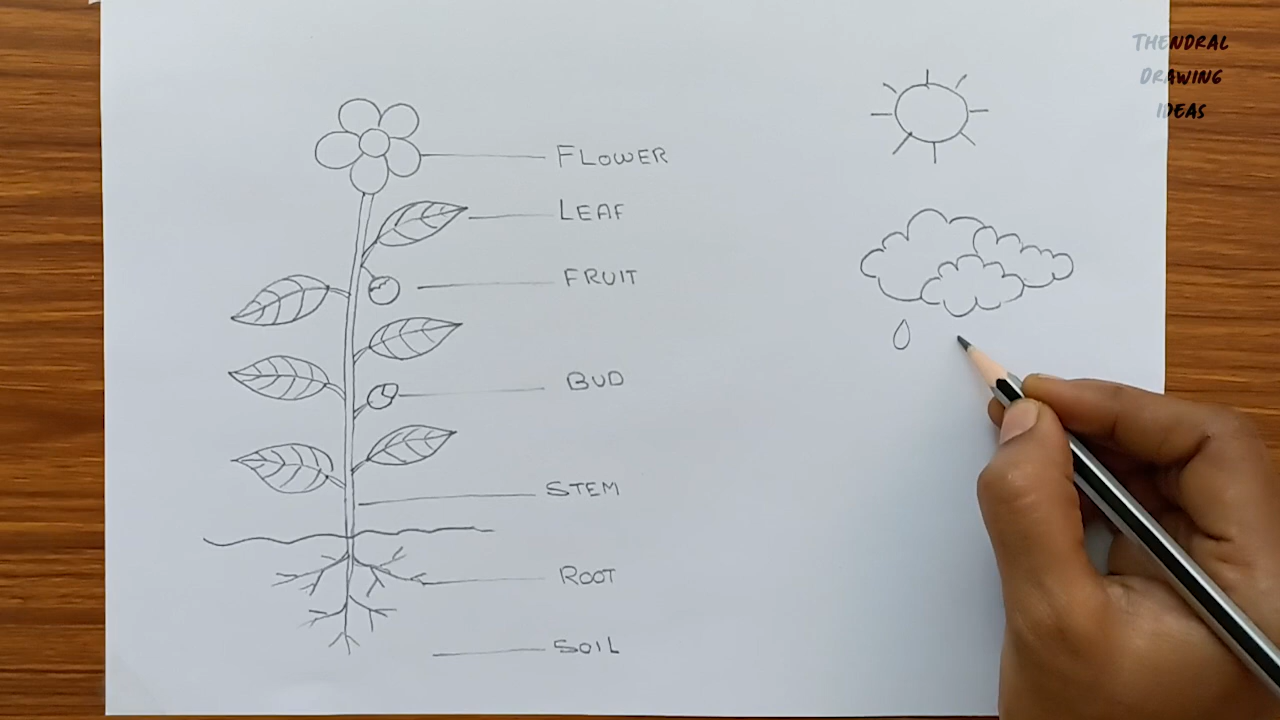 THENDRAL
DRAWING
IDEAS
FLOWER
LEAF
FRUIT
BUD
STEM
ROOT
SOIL